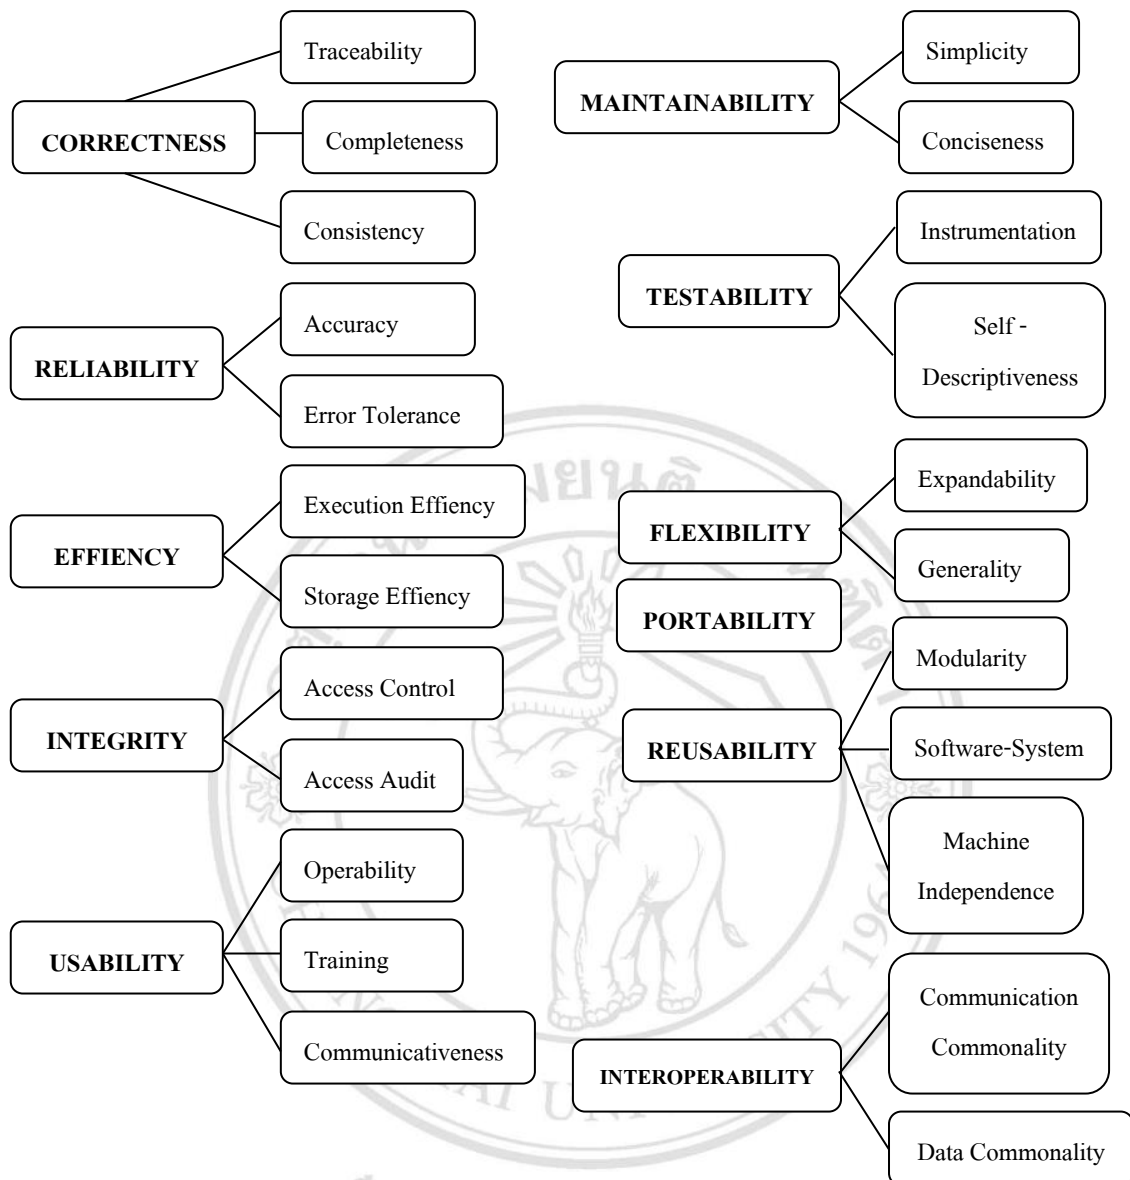 Traceability
CORRECTNESS
Completeness
Consistency
RELIABILITY
Accuracy
Error Tolerance
EFFIENCY
Execution Effiency
Storage Effiency
INTEGRITY
Access Control
Access Audit
USABILITY
Operability
Training
Communicativeness
MAINTAINABILITY
Simplicity
Conciseness
TESTABILITY
Instrumentation
Self -
Descriptiveness
FLEXIBILITY
Expandability
Generality
PORTABILITY
REUSABILITY
Modularity
Software-System
Machine
Independence
INTEROPERABILITY
Communication
Commonality
Data Commonality